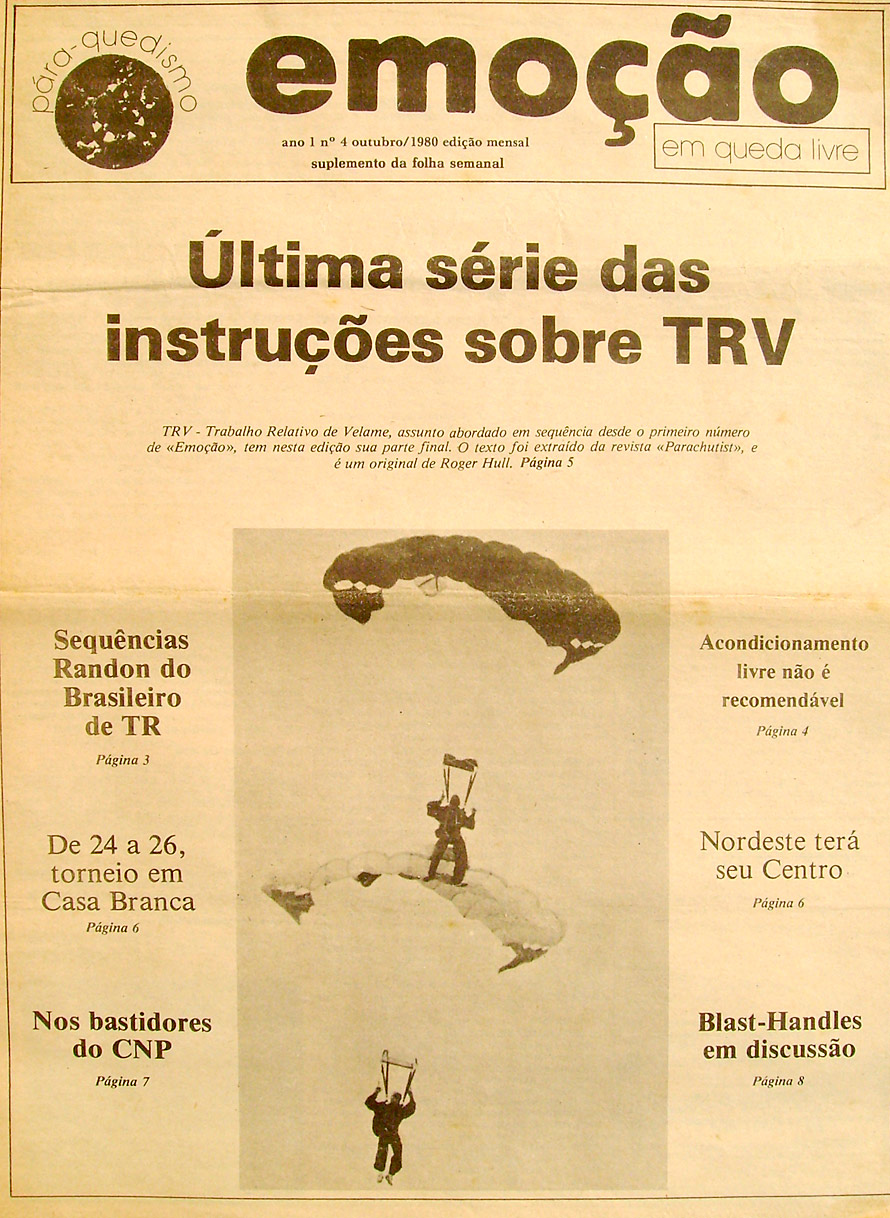 pára-quedismo
emoção
em queda livre
ano 1 nº 4 outubro/1980 edição mensal
suplemento da folha semanal
Última série das
instruções sobre TRV
TRV - Trabalho Relativo de Velame, assunto abordado em sequência desde o primeiro número
de «Emoção», tem nesta edição sua parte final. O texto foi extraído da revista «Parachutist», e
é um original de Roger Hull. Página 5
Sequências
Randon do
Brasileiro
de TR
Página 3
De 24 a 26,
torneio em
Casa Branca
Página 6
Nos bastidores
do CNP
Página 7
Acondicionamento
livre não é
recomendável
Página 4
Nordeste terá
seu Centro
Página 6
Blast-Handles
em discussão
Página 8